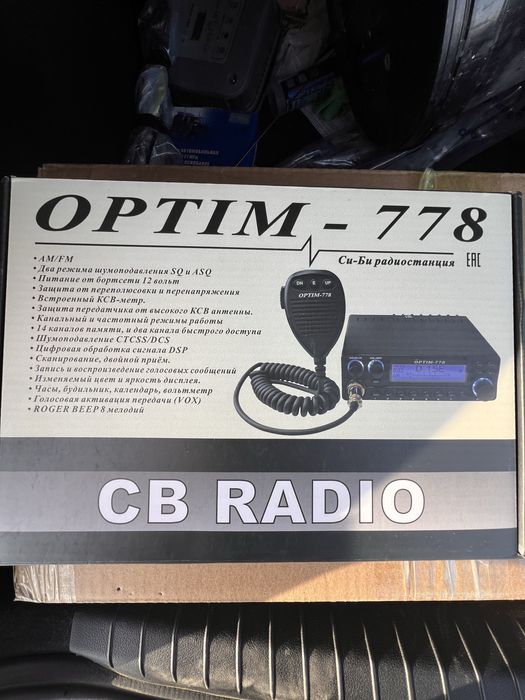 АВТОМОБИЛЬНАЯ
OPTIM - 778
Си-Би радиостанция EAC
• AM/FM
• Два режима шумоподавления SQ и ASQ
• Питание от бортсети 12 вольт
• Защита от переполюсовки и перенапряжения
• Встроенный КСВ-метр.
• Защита передатчика от высокого КСВ антенны.
• Канальный и частотный режимы работы
• 14 каналов памяти, и два канала быстрого доступа
• Шумоподавление CTCSS/DCS
• Цифровая обработка сигнала DSP
• Сканирование, двойной приём.
• Запись и воспроизведение голосовых сообщений
• Изменяемый цвет и яркость дисплея.
• Часы, будильник, календарь, вольтметр
• Голосовая активация передачи (VOX)
• ROGER BEEP 8 мелодий
DN E UP
OPTIM-778
OPTIM-778
CB RADIO